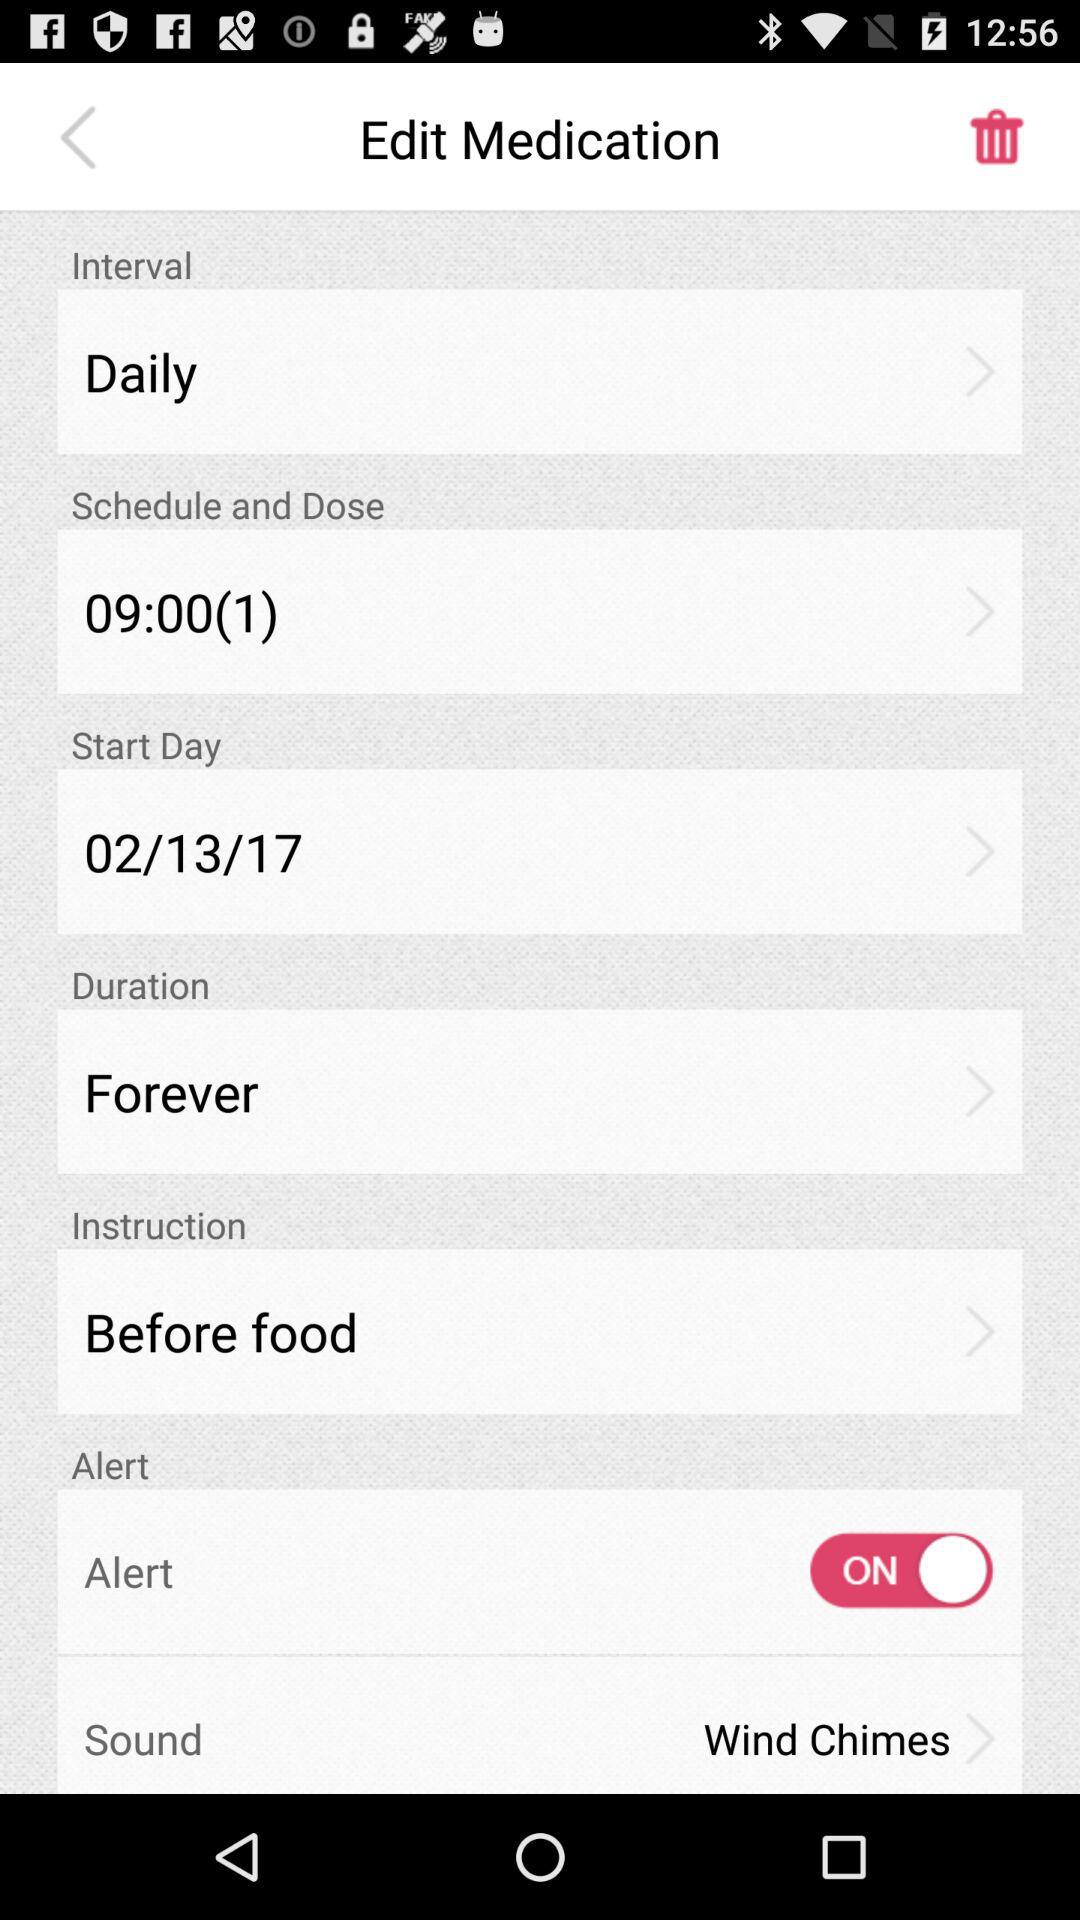 FAKE
12:56
Edit Medication
Interval
Daily
Schedule and Dose
09:00(1)
Start Day
02/13/17
Duration
Forever
Instruction
Before food
Alert
Alert
ON
Sound
Wind Chimes